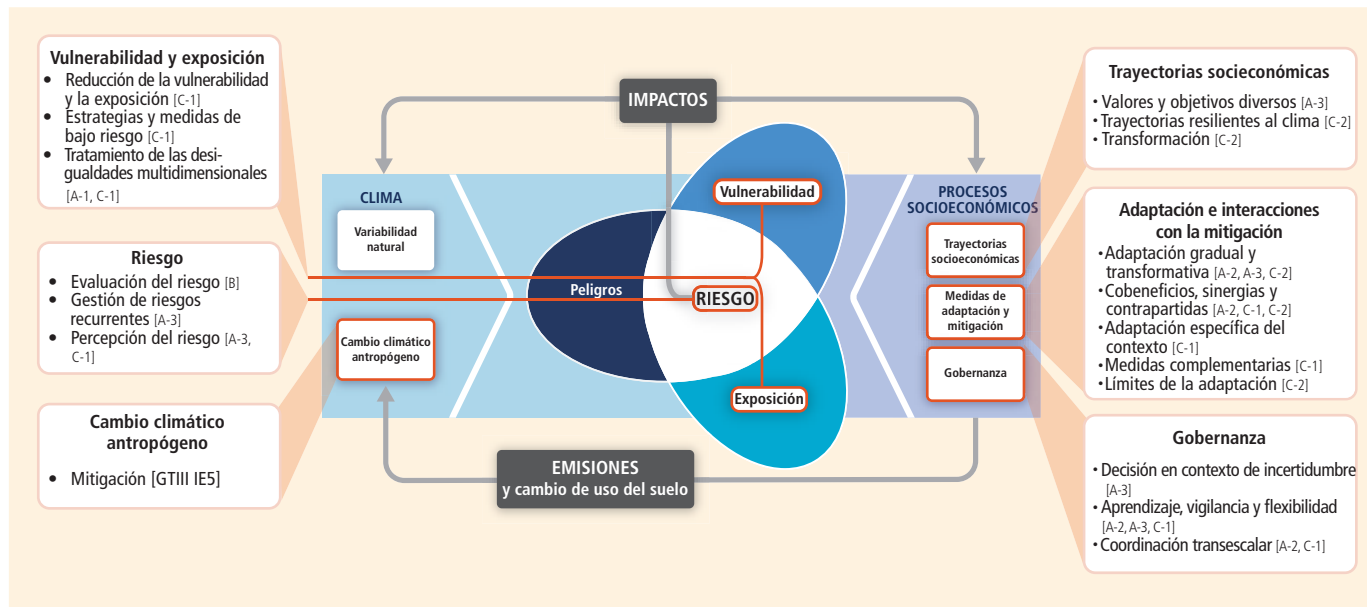 Vulnerabilidad y exposición
• Reducción de la vulnerabilidad
y la exposición [C-1]
• Estrategias y medidas de
bajo riesgo [C-1]
• Tratamiento de las desi-
gualdades multidimensionales
[A-1, C-1]
Riesgo
• Evaluación del riesgo [B]
• Gestión de riesgos
recurrentes [A-3]
• Percepción del riesgo [A-3,
C-1]
Cambio climático
antropógeno
• Mitigación [GTIII IE5]
IMPACTOS
CLIMA
Variabilidad
natural
Cambio climático
antropógeno
Vulnerabilidad
Peligros
RIESGO
Exposición
EMISIONES
y cambio de uso del suelo
PROCESOS
SOCIOECONÓMICOS
Trayectorias
socioeconómicas
Medidas de
adaptación y
mitigación
Gobernanza
Trayectorias socioeconómicas
• Valores y objetivos diversos [A-3]
• Trayectorias resilientes al clima [C-2]
• Transformación [C-2]
Adaptación e interacciones
con la mitigación
• Adaptación gradual y
transformativa [A-2, A-3, C-2]
• Cobeneficios, sinergias y
contrapartidas [A-2, C-1, C-2]
• Adaptación específica del
contexto [C-1]
• Medidas complementarias [C-1]
• Límites de la adaptación [C-2]
Gobernanza
• Decisión en contexto de incertidumbre
[A-3]
• Aprendizaje, vigilancia y flexibilidad
[A-2, A-3, C-1]
• Coordinación transescalar [A-2, C-1]